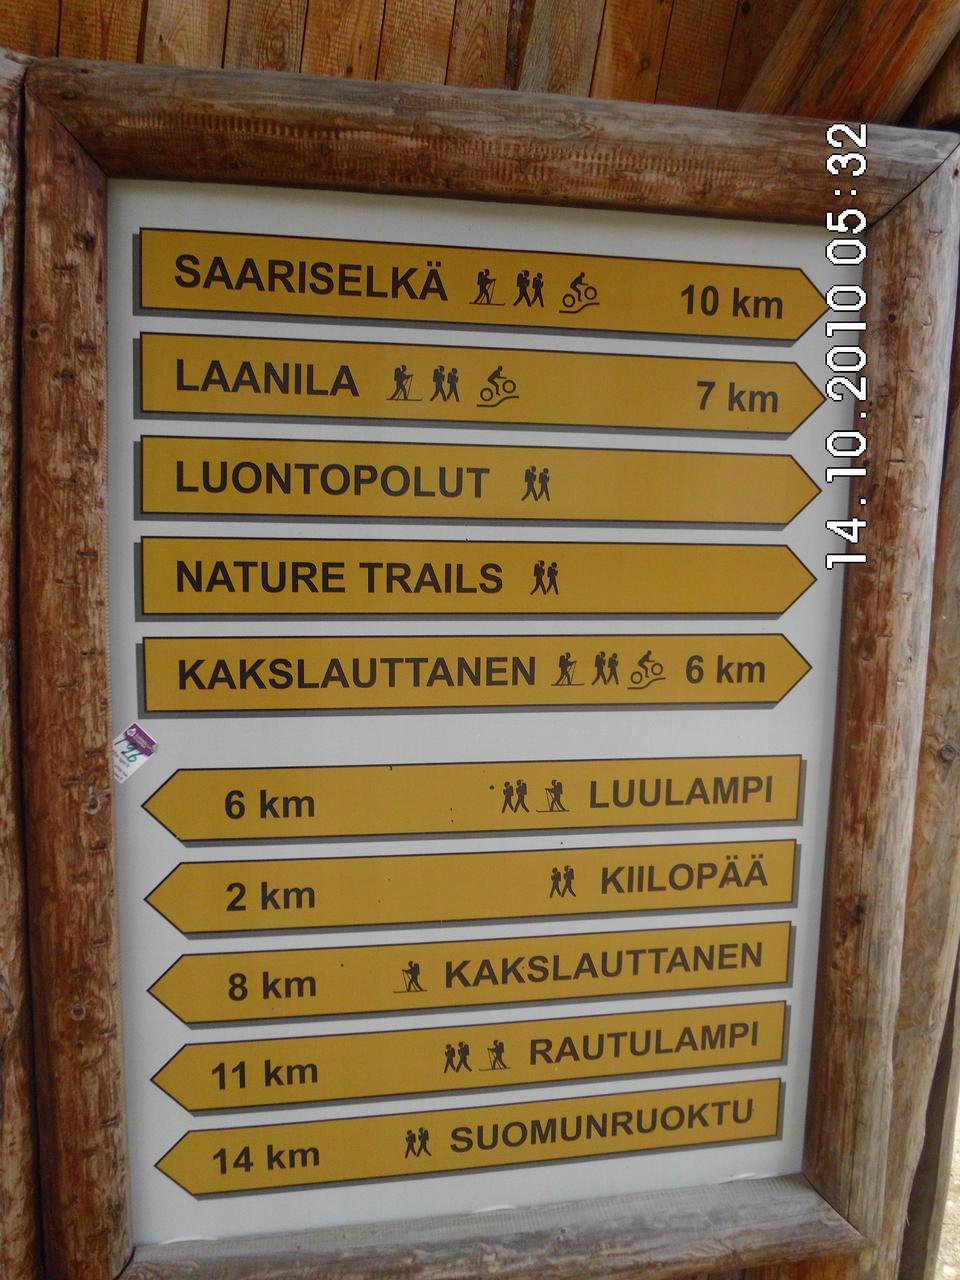 SAARISELKÄ 10 km
LAANILA 7 km
LUONTOPOLUT
NATURE TRAILS
KAKSLAUTTANEN 6 km
6 km LUULAMPI
2 km KIILOPÄÄ
8 km KAKSLAUTTANEN
11 km RAUTULAMPI
14 km SUOMUNRUOKTU
14.10.2010 05:32